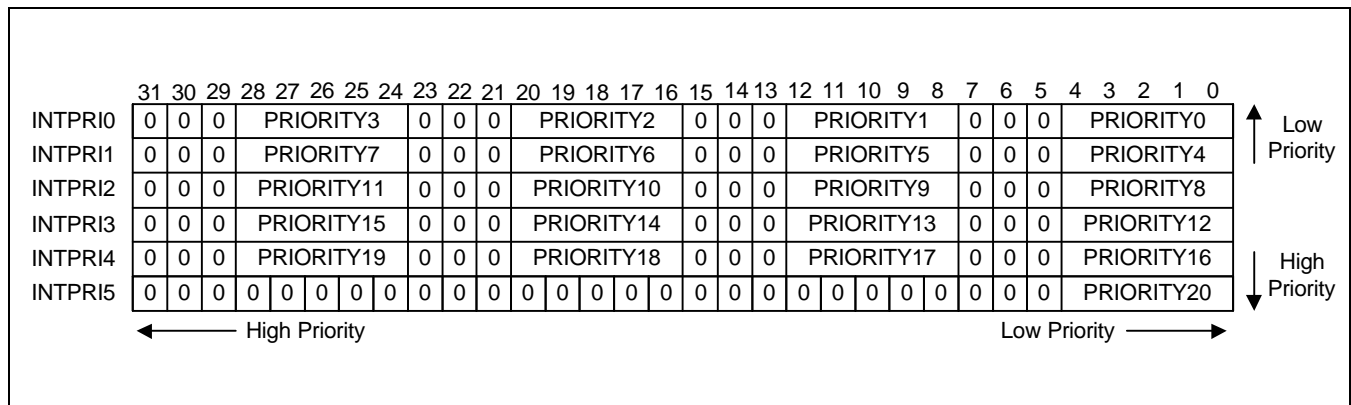 31 30 29 28 27 26 25 24 23 22 21 20 19 18 17 16 15 14 13 12 11 10 9 8 7 6 5 4 3 2 1 0
INTPRI0 0 0 0 PRIORITY3 0 0 0 PRIORITY2 0 0 0 PRIORITY1 0 0 0 PRIORITY0 Low
INTPRI1 0 0 0 PRIORITY7 0 0 0 PRIORITY6 0 0 0 PRIORITY5 0 0 0 PRIORITY4 Priority
INTPRI2 0 0 0 PRIORITY11 0 0 0 PRIORITY10 0 0 0 PRIORITY9 0 0 0 PRIORITY8
INTPRI3 0 0 0 PRIORITY15 0 0 0 PRIORITY14 0 0 0 PRIORITY13 0 0 0 PRIORITY12
INTPRI4 0 0 0 PRIORITY19 0 0 0 PRIORITY18 0 0 0 PRIORITY17 0 0 0 PRIORITY16 High
INTPRI5 0 0 0 0 0 0 0 0 0 0 0 0 0 0 0 0 0 0 0 0 0 0 0 0 0 0 0 PRIORITY20 Priority
High Priority Low Priority